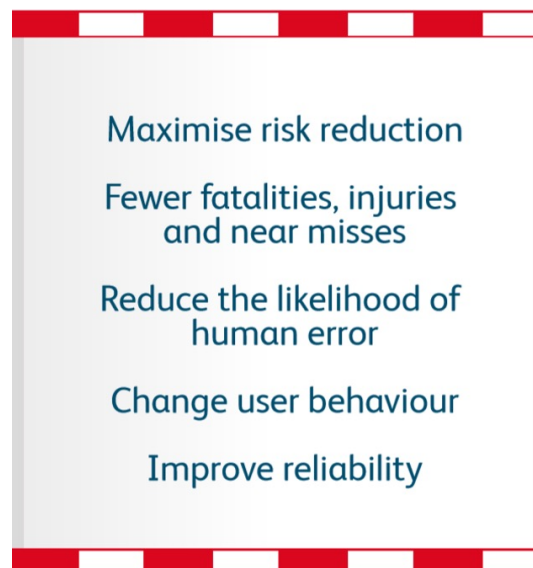 Maximise risk reduction
Fewer fatalities, injuries
and near misses
Reduce the likelihood of
human error
Change user behaviour
Improve reliability